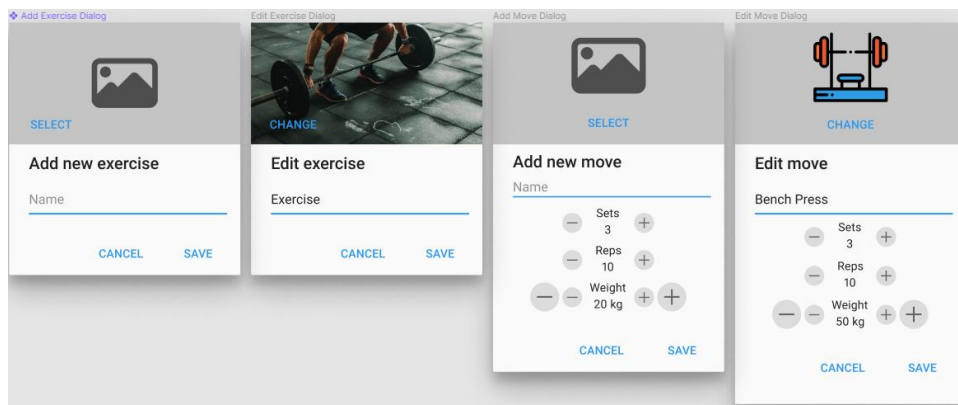 Add Exercise Dialog
SELECT
Add new exercise
Name
CANCEL SAVE
Edit Exercise Dialog
CHANGE
Edit exercise
Exercise
CANCEL SAVE
Add Move Dialog
SELECT
Add new move
Name
Sets
3
Reps
10
Weight
20 kg
CANCEL SAVE
Edit Move Dialog
CHANGE
Edit move
Bench Press
Sets
3
Reps
10
Weight
50 kg
CANCEL SAVE